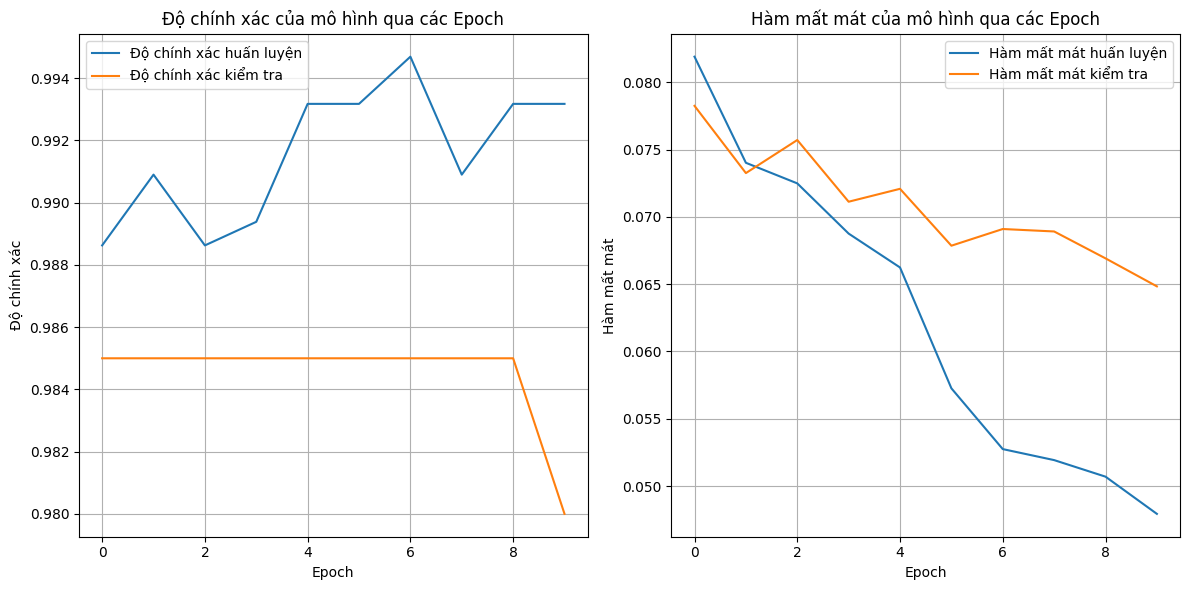 Độ chính xác của mô hình qua các Epoch
Độ chính xác huấn luyện
Độ chính xác kiểm tra
0.994
0.992
0.990
0.988
0.986
0.984
0.982
0.980
Độ chính xác
0
2
4
6
8
Epoch
Hàm mất mát của mô hình qua các Epoch
Hàm mất mát huấn luyện
Hàm mất mát kiểm tra
0.080
0.075
0.070
0.065
0.060
0.055
0.050
Hàm mất mát
0
2
4
6
8
Epoch